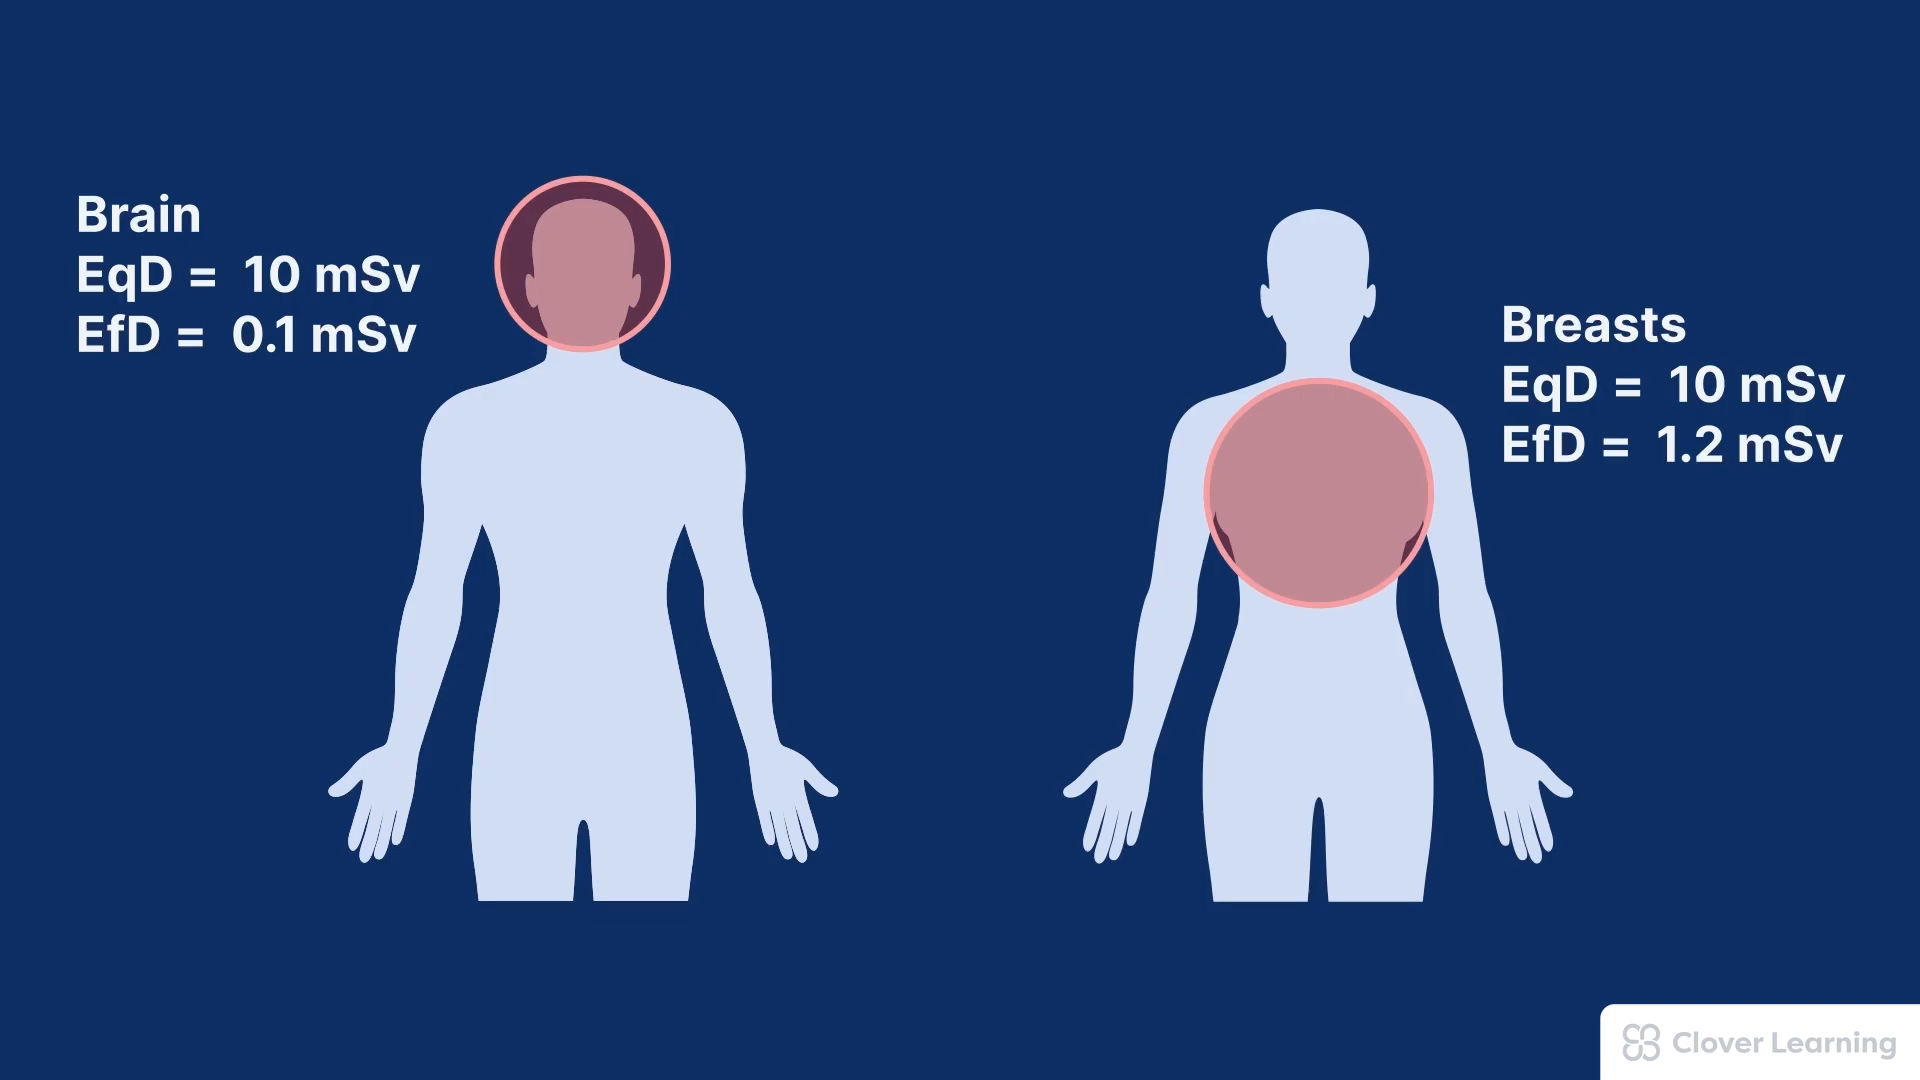 Brain
EqD = 10 mSv
EfD = 0.1 mSv
Breasts
EqD = 10 mSv
EfD = 1.2 mSv
Clover Learning